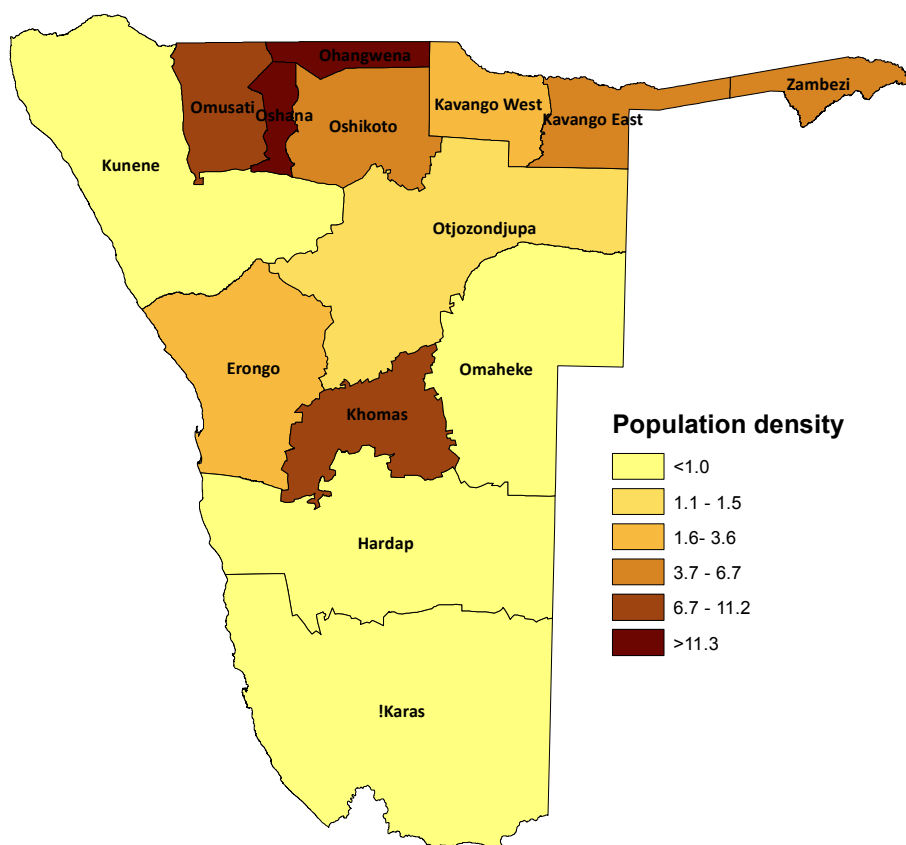 Ohangwena
Zambezi
Omusati
Kavango West
Oshana
Oshikoto
Kavango East
Kunene
Otjozondjupa
Erongo
Omaheke
Khomas
Population density
<1.0
1.1 - 1.5
1.6- 3.6
3.7 - 6.7
6.7 - 11.2
>11.3
Hardap
!Karas